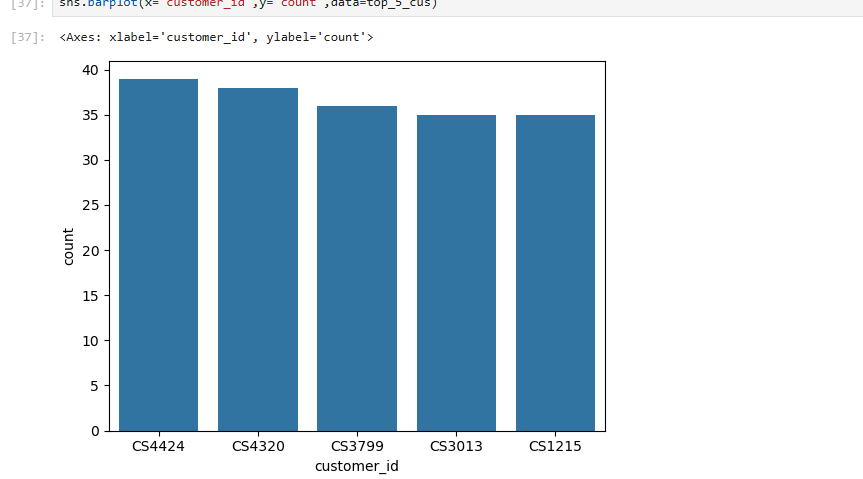 [37]: sns.barplot(x='customer_id',y='count',data=top_5_cus)
[37]: <Axes: xlabel='customer_id', ylabel='count'>
40
35
30
25
20
15
10
5
0
count
CS4424 CS4320 CS3799 CS3013 CS1215
customer_id